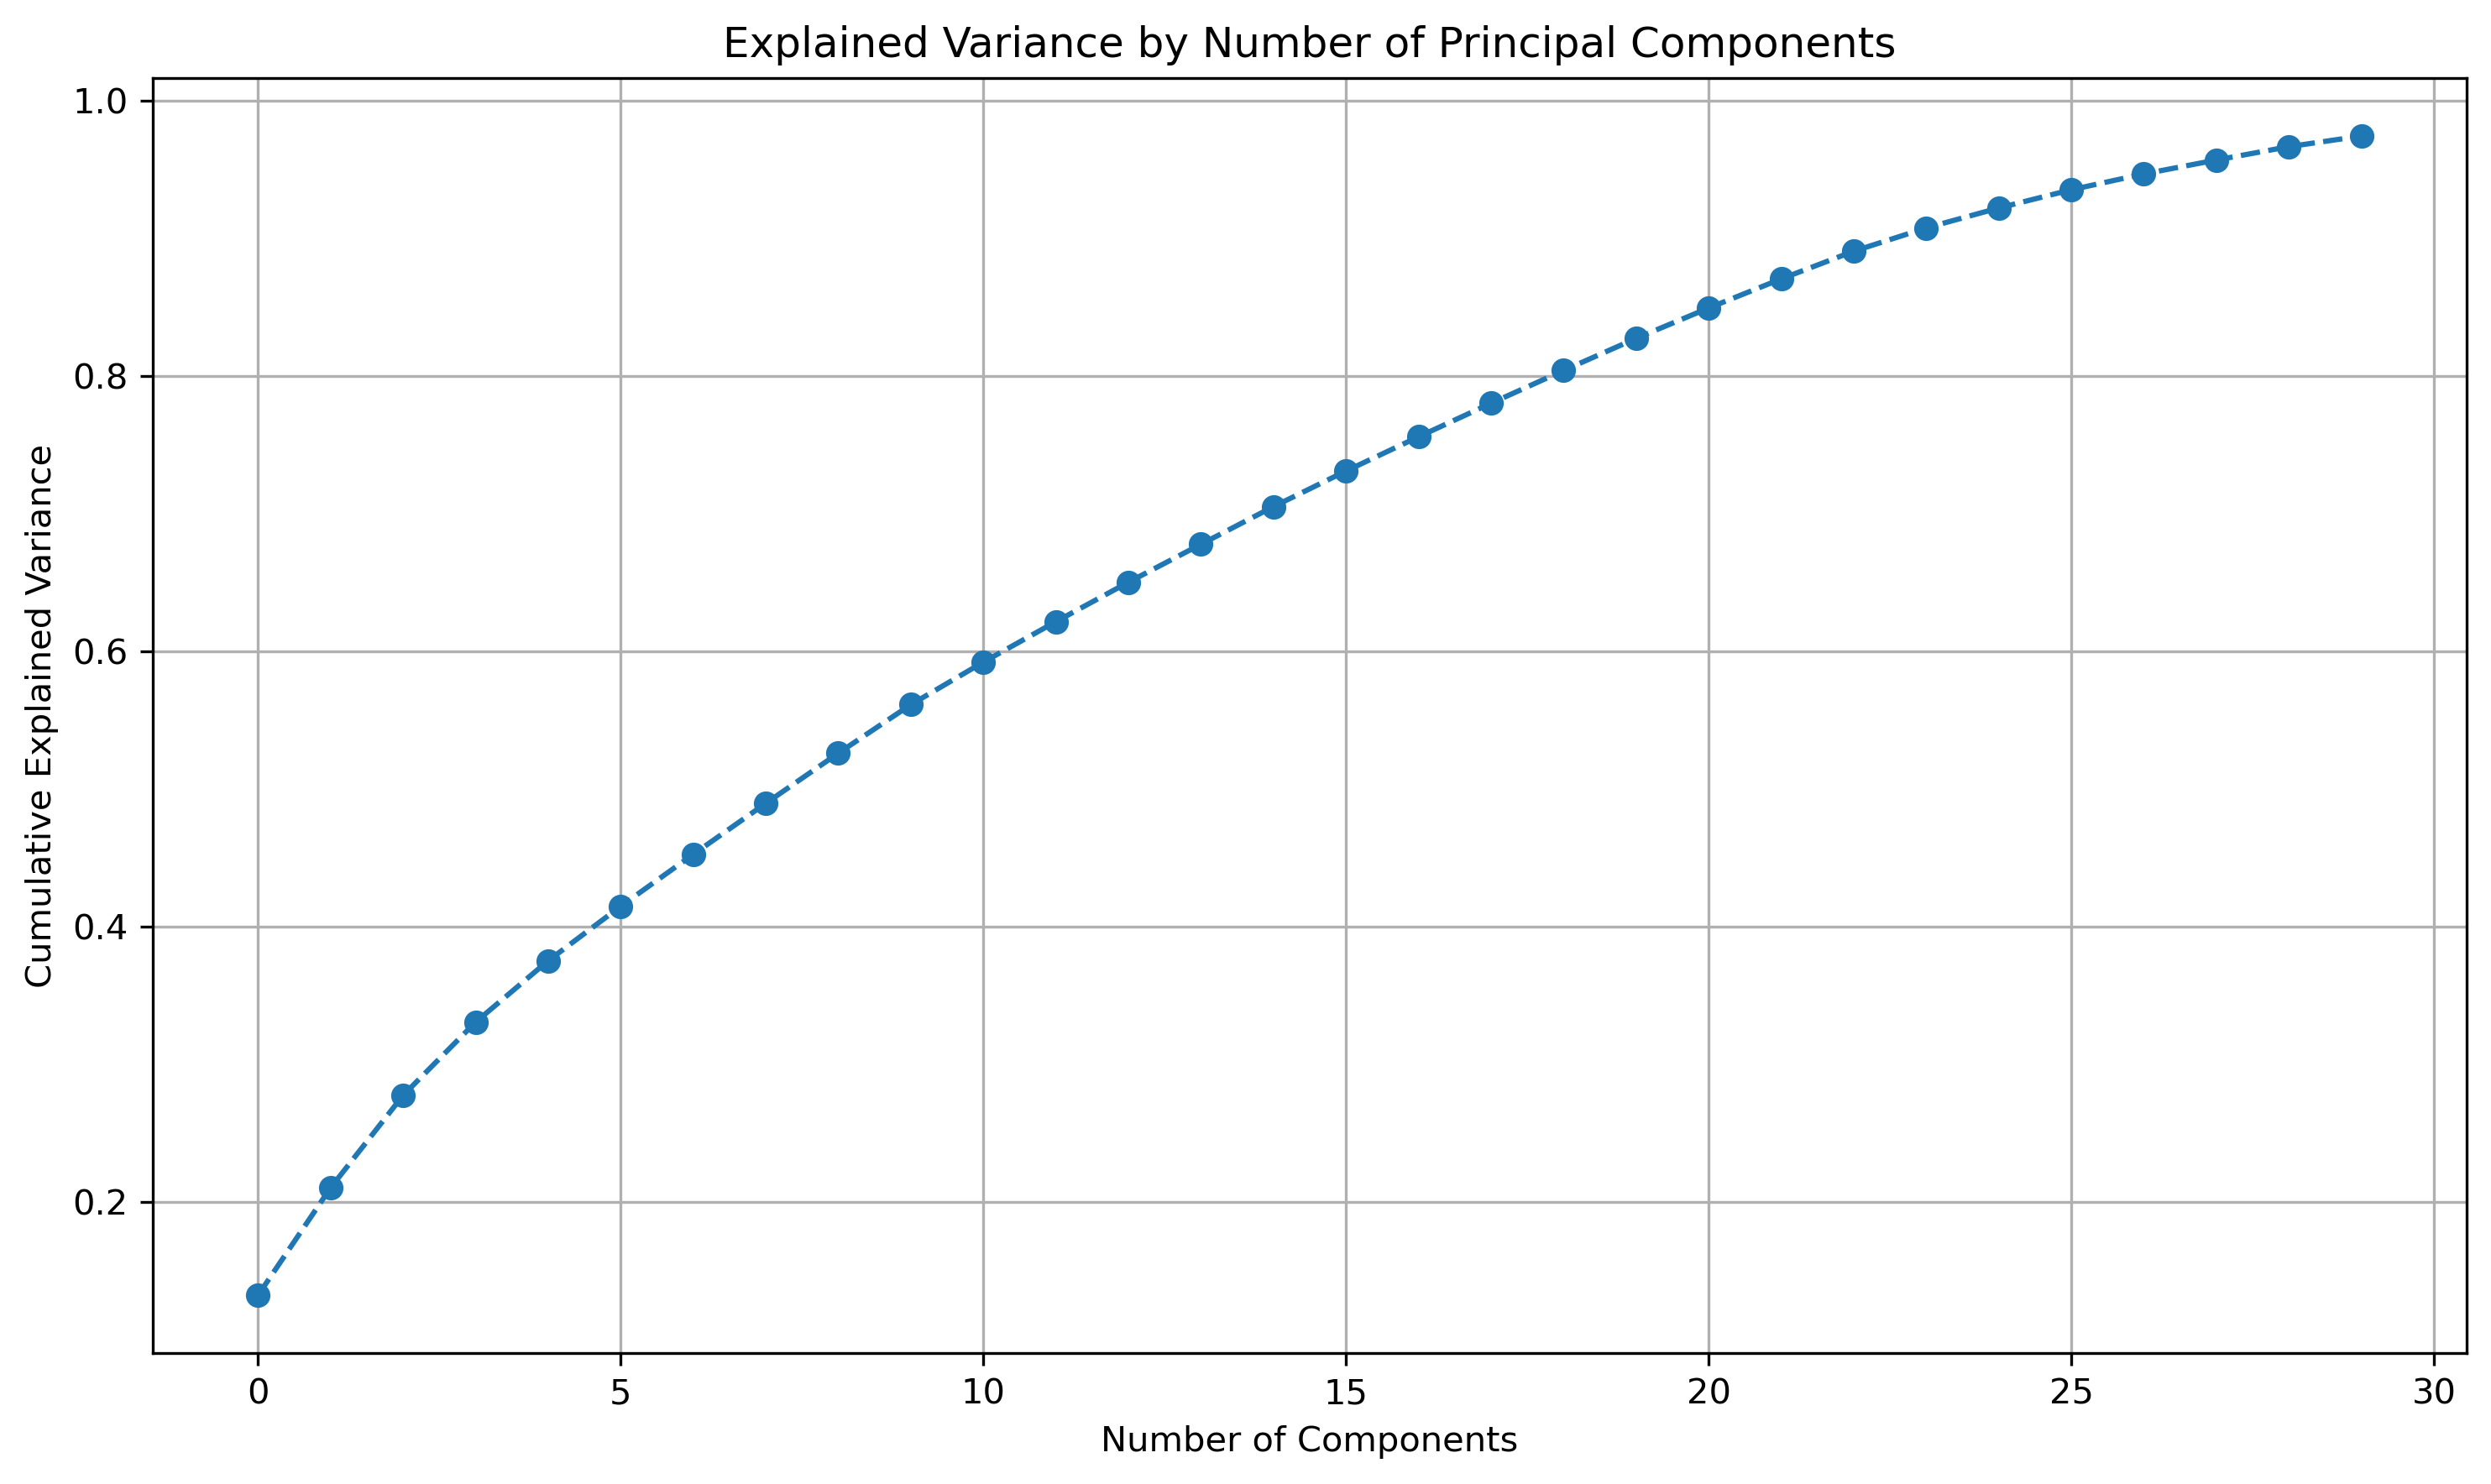 Explained Variance by Number of Principal Components
1.0
0.8
0.6
0.4
0.2
Cumulative Explained Variance
0 5 10 15 20 25 30
Number of Components